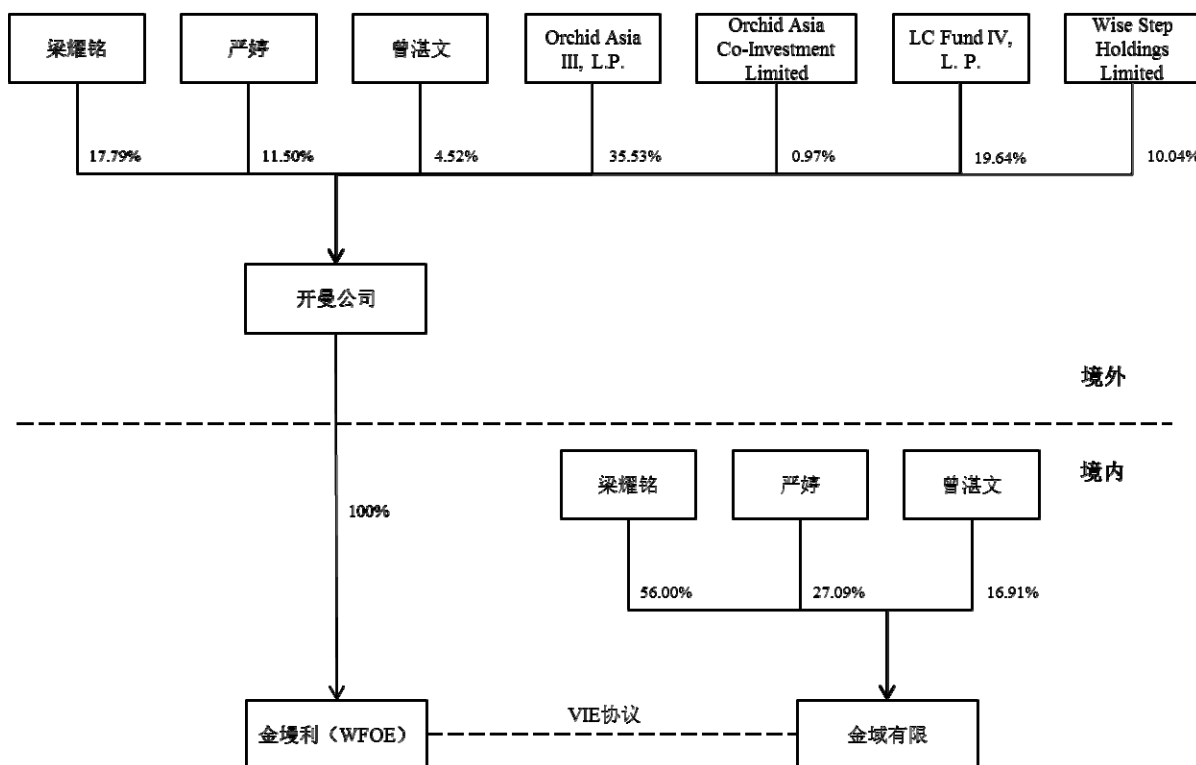 梁耀铭
严婷
曾湛文
Orchid Asia
III, L.P.
Orchid Asia
Co-Investment
Limited
LC Fund IV,
L. P.
Wise Step
Holdings
Limited
17.79%
11.50%
4.52%
35.53%
0.97%
19.64%
10.04%
开曼公司
境外
境内
梁耀铭
严婷
曾湛文
100%
56.00%
27.09%
16.91%
VIE协议
金墁利（WFOE）
金域有限